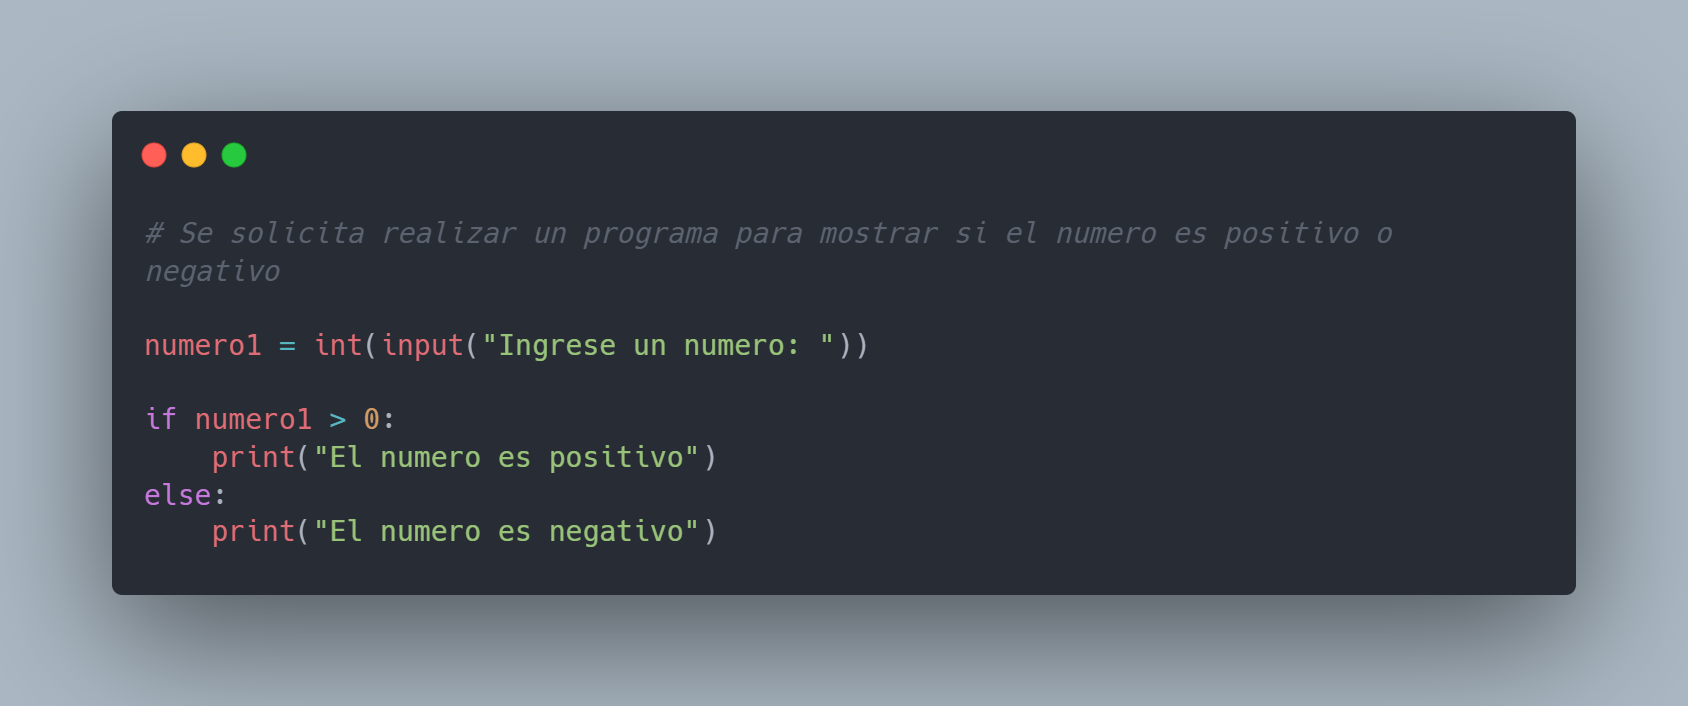 # Se solicita realizar un programa para mostrar si el numero es positivo o
negativo
numero1 = int(input("Ingrese un numero: "))
if numero1 > 0:
    print("El numero es positivo")
else:
    print("El numero es negativo")